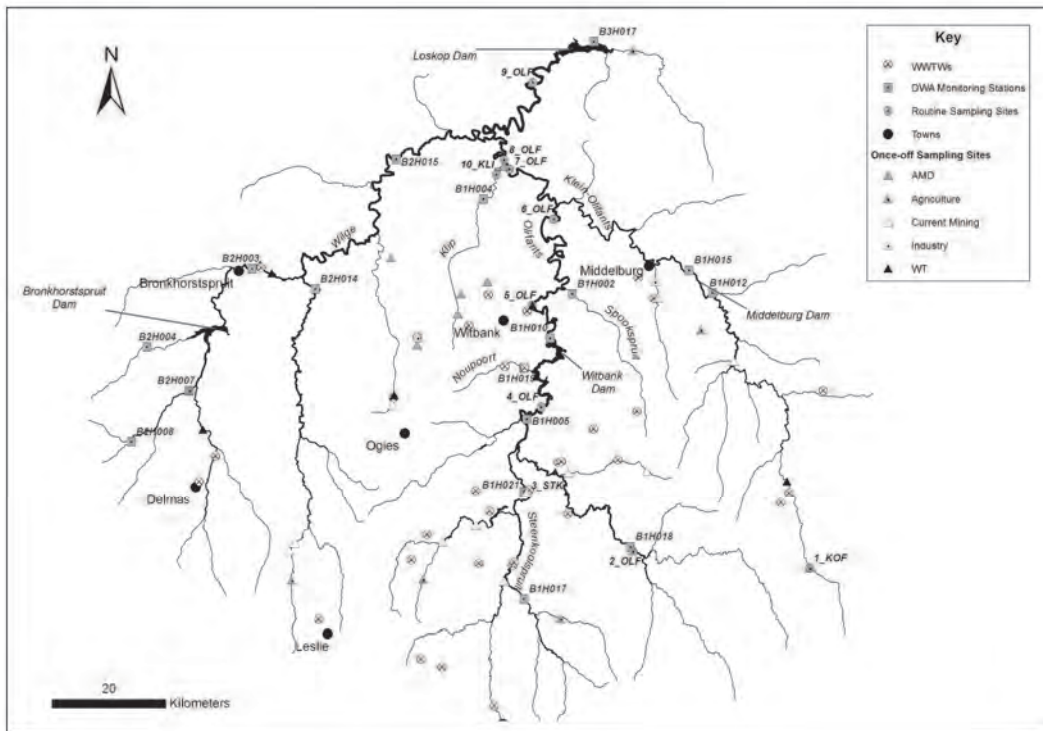 N
Loskop Dam
B3H017
9_OLF
B2H015
8_OLF
10_KLI
7_OLF
B1H004
6_OLF
Klein-Olifants
Olifants
Klip
Wilge
B2H003
Bronkhorstspruit
B2H014
Bronkhorstspruit
Dam
Middelburg
B1H015
B1H012
Middelburg Dam
B1H002
5_OLF
Witbank
B1H010
Spookspruit
B2H004
Noupoort
B1H019
Witbank
Dam
B2H007
4_OLF
B1H005
Ogies
Delmas
B1H021
3_STK
Steenkoolspruit
B1H018
2_OLF
1_KOF
B1H017
Leslie
20
Kilometers
Key
WWTWs
DWA Monitoring Stations
Routine Sampling Sites
Towns
Once-off Sampling Sites
AMD
Agriculture
Current Mining
Industry
WT